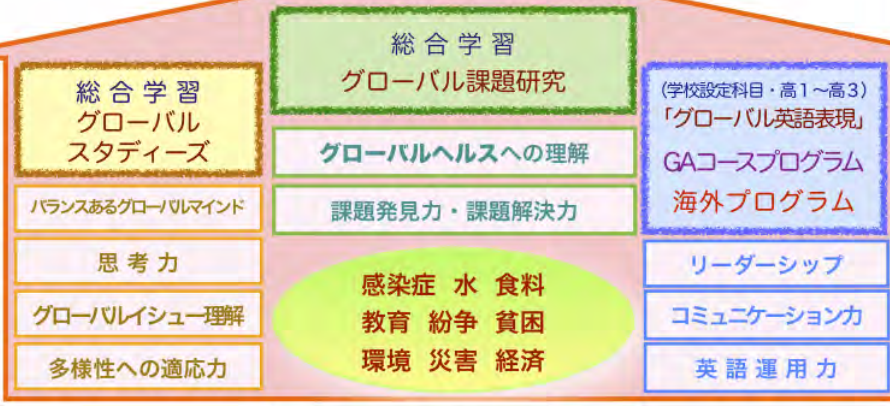 総合学習
グローバル
スタディーズ
バランスあるグローバルマインド
思考力
グローバルイシュー理解
多様性への適応力
総合学習
グローバル課題研究
グローバルヘルスへの理解
課題発見力・課題解決力
感染症 水 食料
教育 紛争 貧困
環境 災害 経済
(学校設定科目・高1〜高3)
「グローバル英語表現」
GAコースプログラム
海外プログラム
リーダーシップ
コミュニケーション力
英語運用力